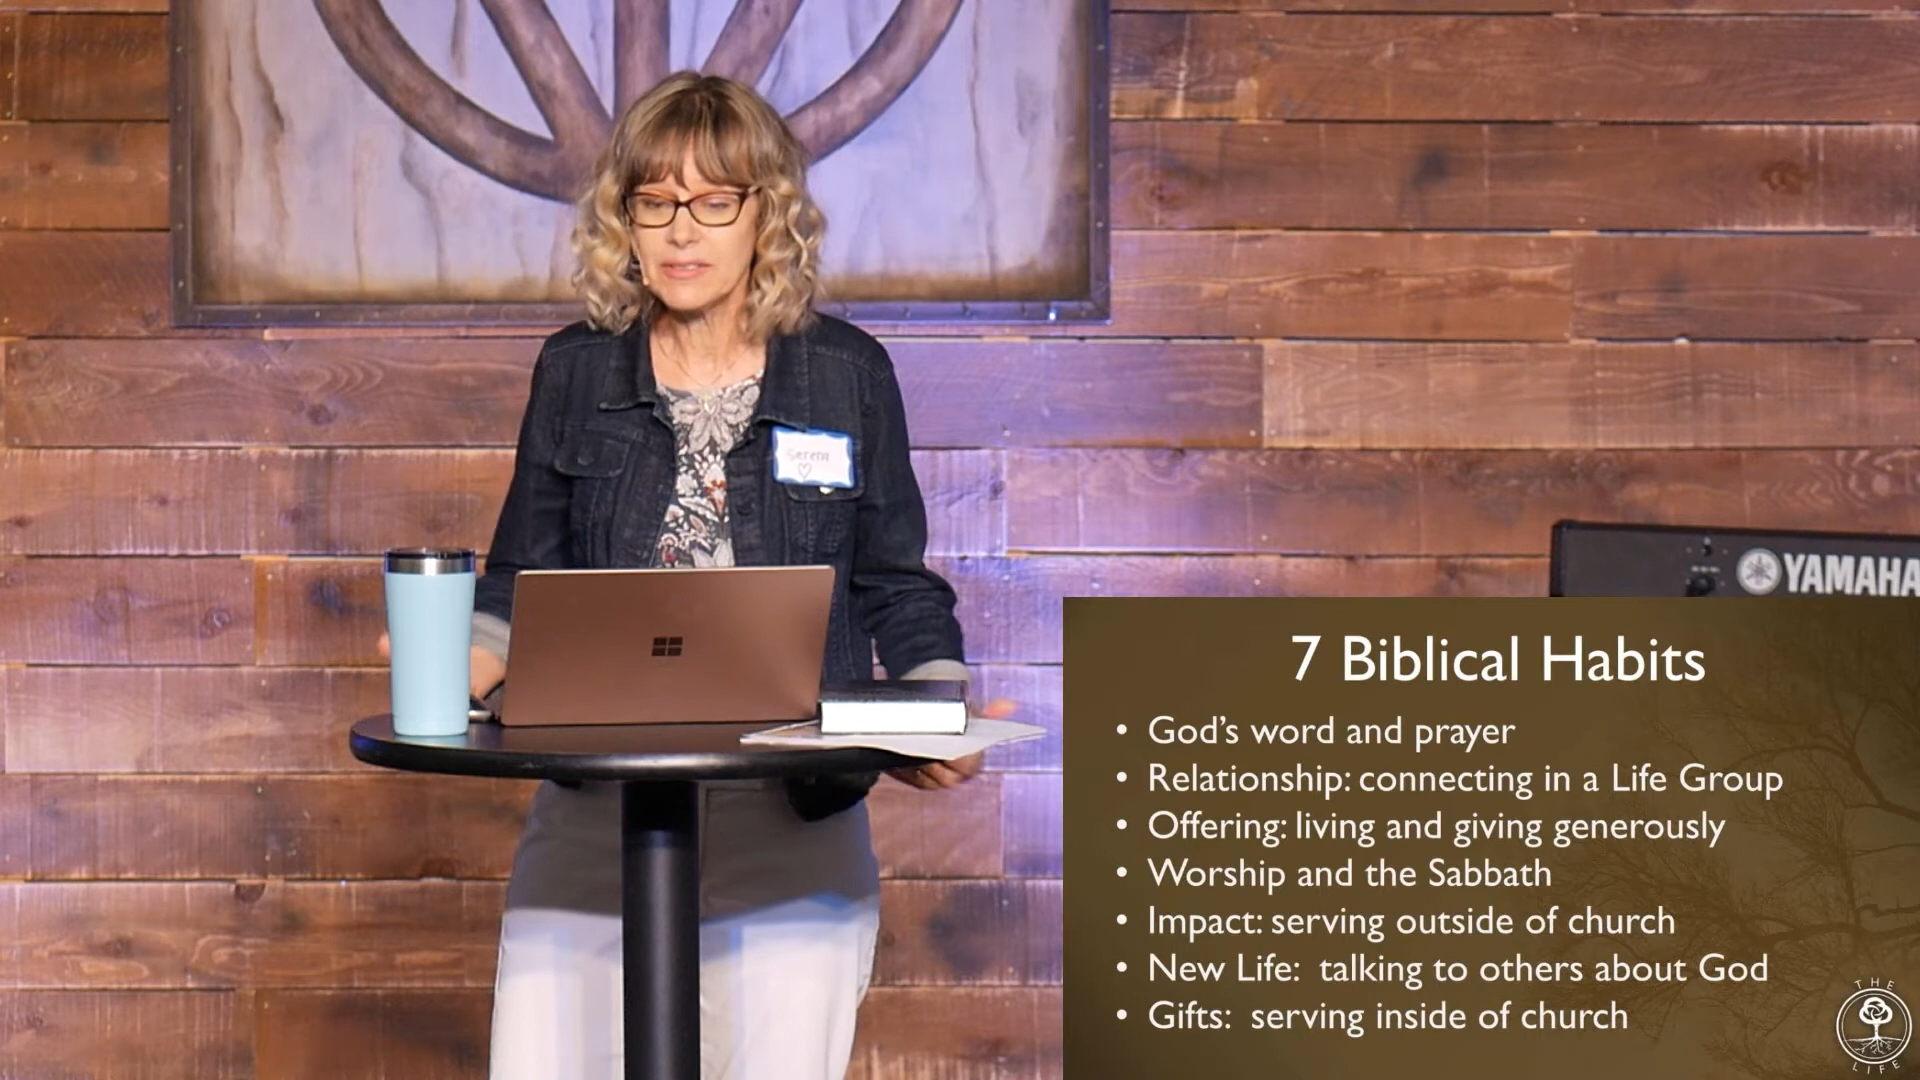 Serena
YAMAHA
7 Biblical Habits
• God's word and prayer
• Relationship: connecting in a Life Group
• Offering: living and giving generously
• Worship and the Sabbath
• Impact: serving outside of church
• New Life:  talking to others about God
• Gifts:  serving inside of church
THE
LIFE